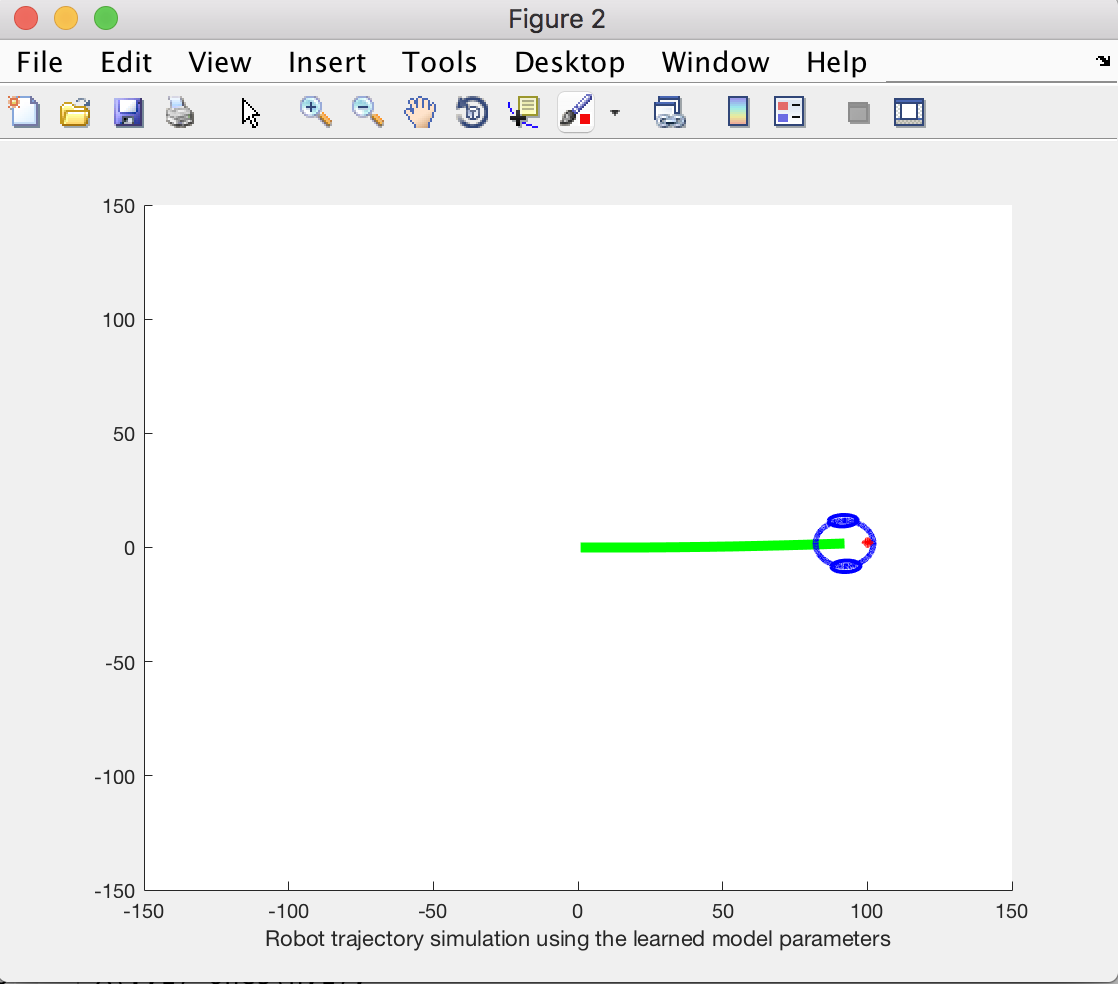 Figure 2
File Edit View Insert Tools Desktop Window Help
150
100
50
0
-50
-100
-150
-150 -100 -50 0 50 100 150
Robot trajectory simulation using the learned model parameters